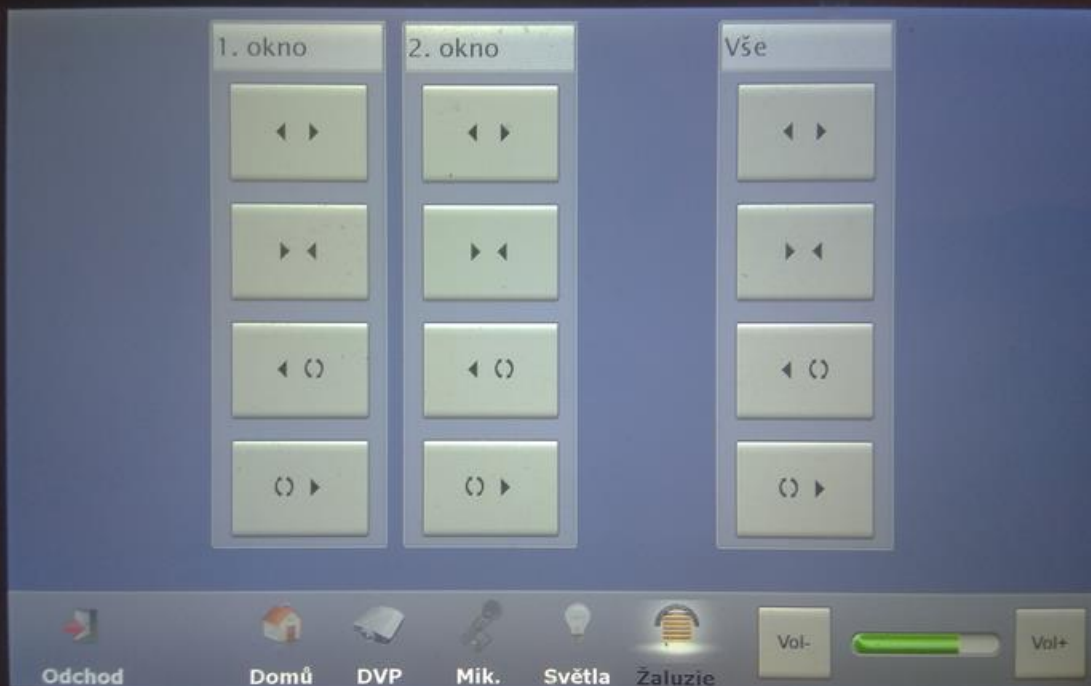 1. okno
2. okno
Vše
Odchod
Domů
DVP
Mik.
Světla
Žaluzie
Vol-
Vol+